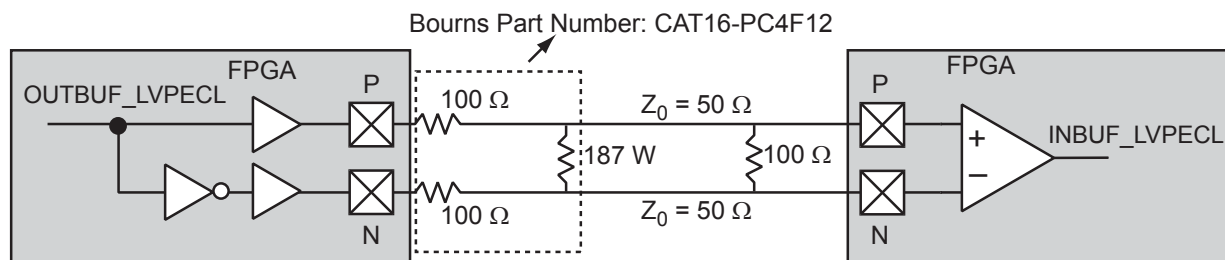 Bourns Part Number: CAT16-PC4F12
FPGA
OUTBUF_LVPECL
P
100 Ω
Z0 = 50 Ω
187 W
100 Ω
N
100 Ω
Z0 = 50 Ω
FPGA
P
+
−
INBUF_LVPECL
N